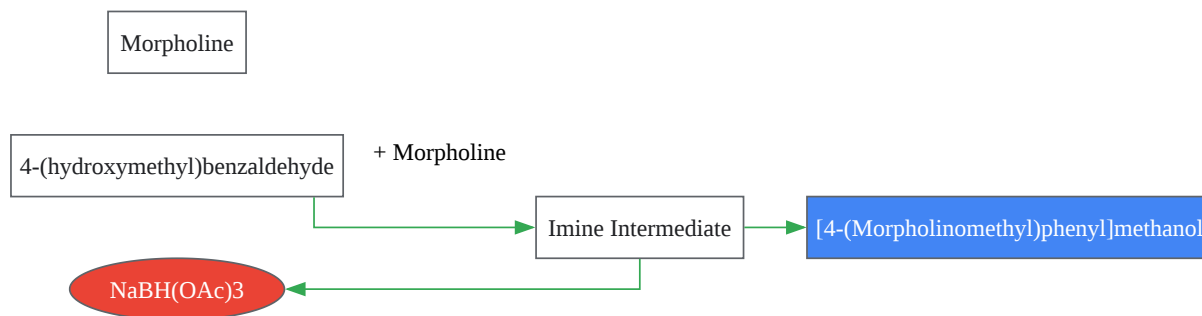 Morpholine
4-(hydroxymethyl)benzaldehyde
+ Morpholine
Imine Intermediate
[4-(Morpholinomethyl)phenyl]methanol
NaBH(OAc)3